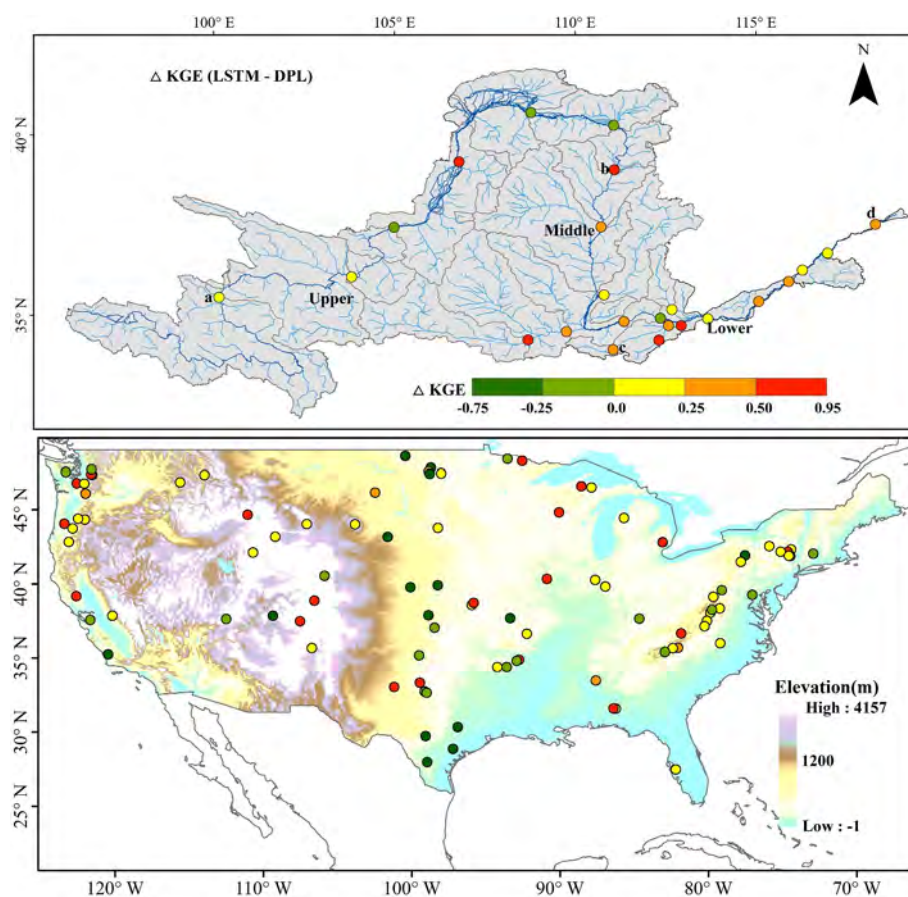 100° E 105° E 110° E 115° E
△ KGE (LSTM - DPL)
N
40° N
b
Middle
d
a
Upper
35° N
Lower
c
△ KGE
-0.75 -0.25 0.0 0.25 0.50 0.95
45° N
40° N
35° N
Elevation(m)
High : 4157
30° N
1200
25° N
Low : -1
120° W 110° W 100° W 90° W 80° W 70° W